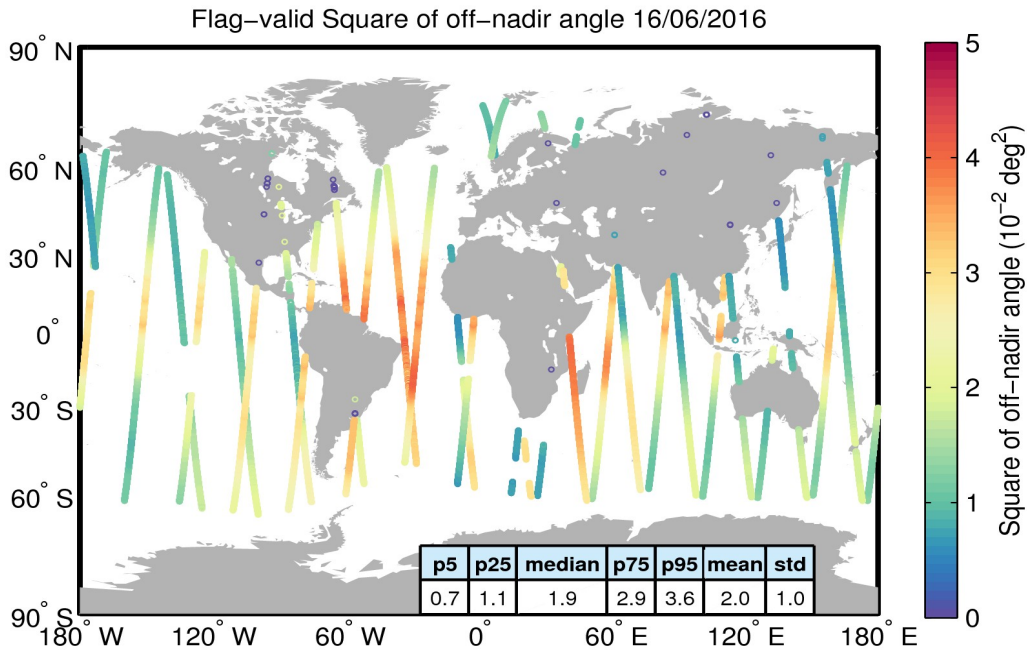 Flag−valid Square of off−nadir angle 16/06/2016
90° N
60° N
30° N
0°
30° S
60° S
90° S
180° W
120° W
60° W
0°
60° E
120° E
180° E
p5 p25 median p75 p95 mean std
0.7 1.1 1.9 2.9 3.6 2.0 1.0
5
4
3
2
1
0
Square of off−nadir angle (10⁻² deg²)